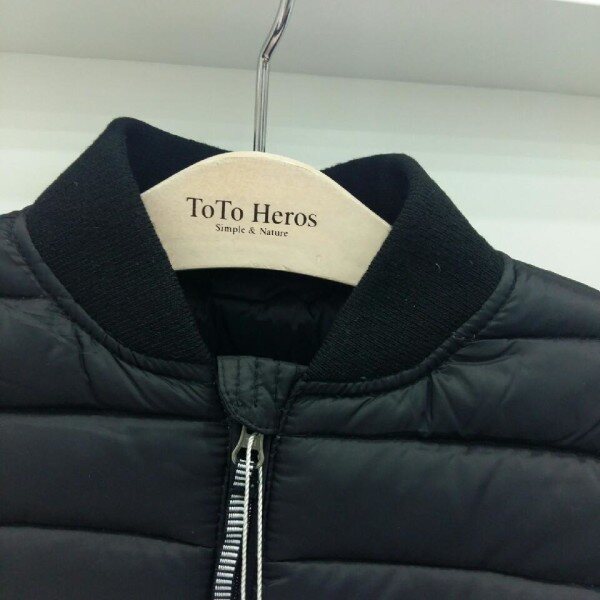 ToTo Heros
Simple & Nature